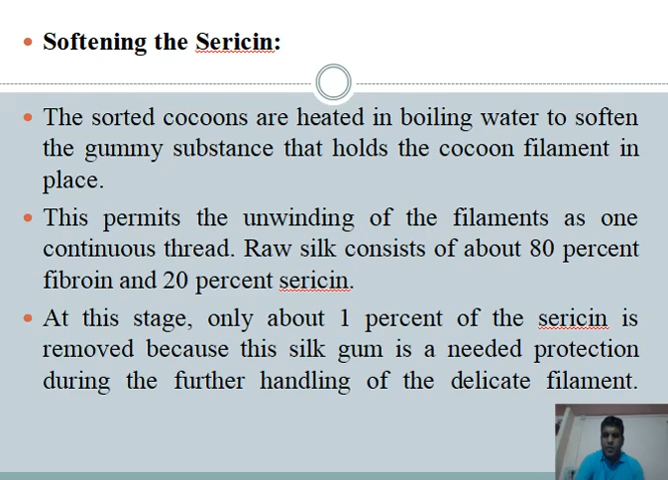 • Softening the Sericin:
• The sorted cocoons are heated in boiling water to soften
the gummy substance that holds the cocoon filament in
place.
• This permits the unwinding of the filaments as one
continuous thread. Raw silk consists of about 80 percent
fibroin and 20 percent sericin.
• At this stage, only about 1 percent of the sericin is
removed because this silk gum is a needed protection
during the further handling of the delicate filament.